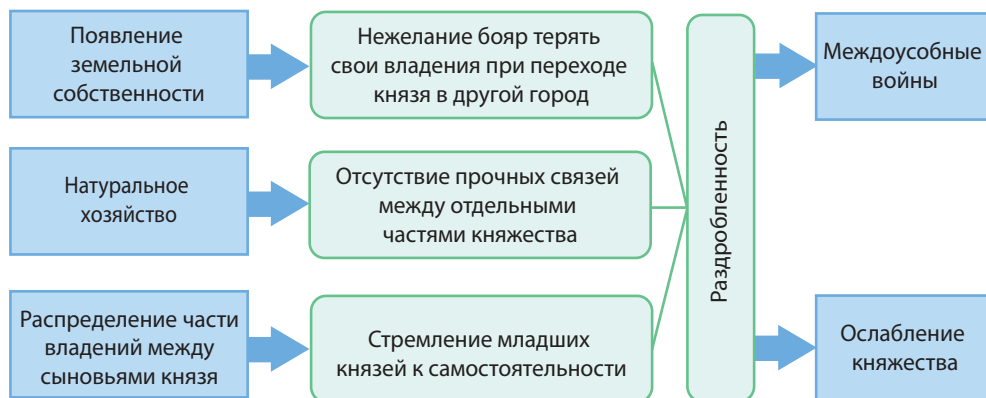 Появление
земельной
собственности
Нежелание бояр терять
свои владения при переходе
князя в другой город
Натуральное
хозяйство
Отсутствие прочных связей
между отдельными
частями княжества
Распределение части
владений между
сыновьями князя
Стремление младших
князей к самостоятельности
Раздробленность
Междоусобные
войны
Ослабление
княжества